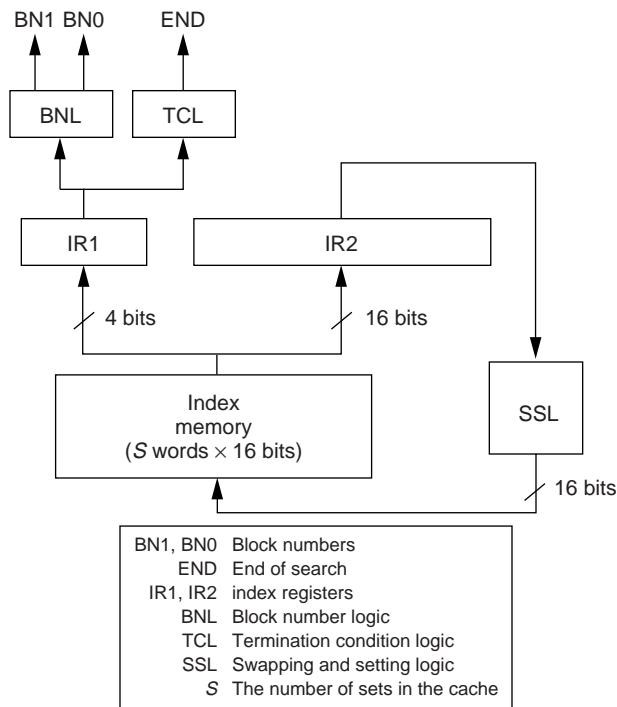 BN1 BN0 END
BNL TCL
IR1 IR2
4 bits 16 bits
Index
memory
(S words × 16 bits)
SSL
16 bits
BN1, BN0 Block numbers
END End of search
IR1, IR2 index registers
BNL Block number logic
TCL Termination condition logic
SSL Swapping and setting logic
S The number of sets in the cache